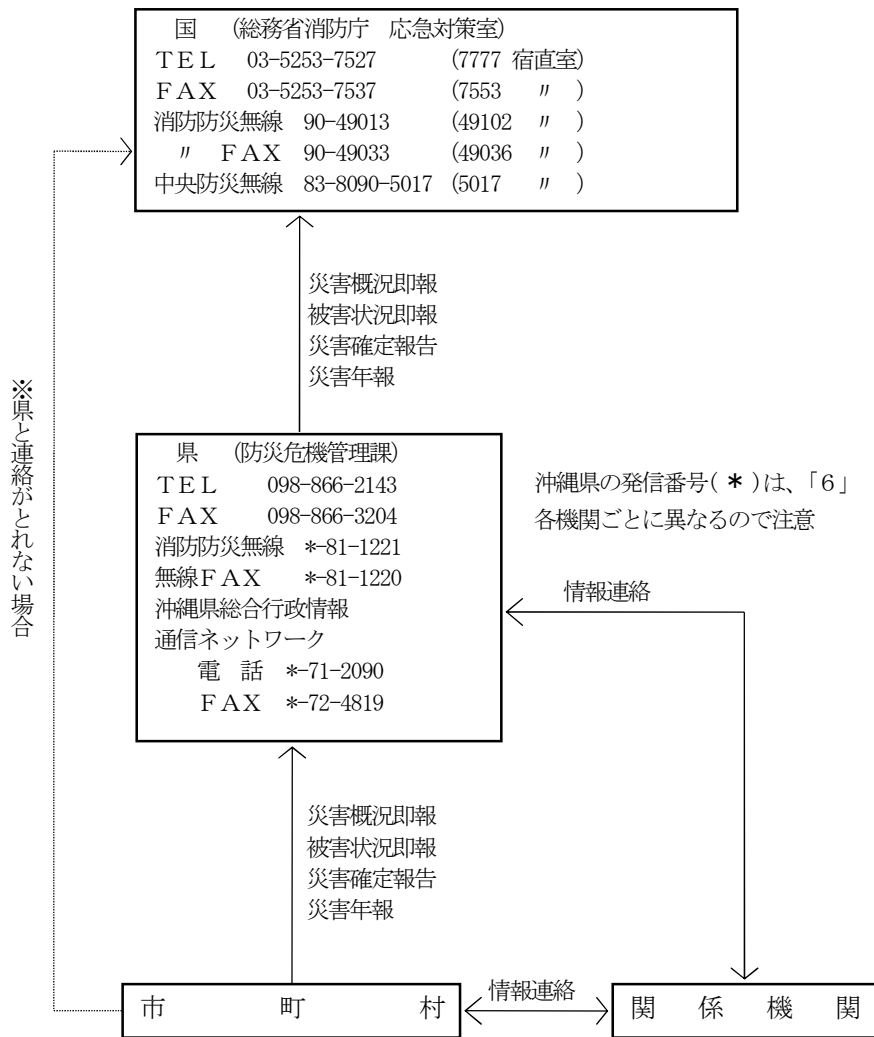 国　(総務省消防庁　応急対策室)
ＴＥＬ　03-5253-7527　(7777 宿直室)
ＦＡＸ　03-5253-7537　(7553　〃　)
消防防災無線　90-49013　(49102　〃　)
〃　ＦＡＸ　90-49033　(49036　〃　)
中央防災無線　83-8090-5017　(5017　〃　)
災害概況即報
被害状況即報
災害確定報告
災害年報
※県と連絡がとれない場合
県　(防災危機管理課)
ＴＥＬ　098-866-2143
ＦＡＸ　098-866-3204
消防防災無線　*-81-1221
無線ＦＡＸ　*-81-1220
沖縄県総合行政情報
通信ネットワーク
電　話　*-71-2090
ＦＡＸ　*-72-4819
沖縄県の発信番号(＊)は、「６」
各機関ごとに異なるので注意
情報連絡
災害概況即報
被害状況即報
災害確定報告
災害年報
市　町　村
情報連絡
関　係　機　関